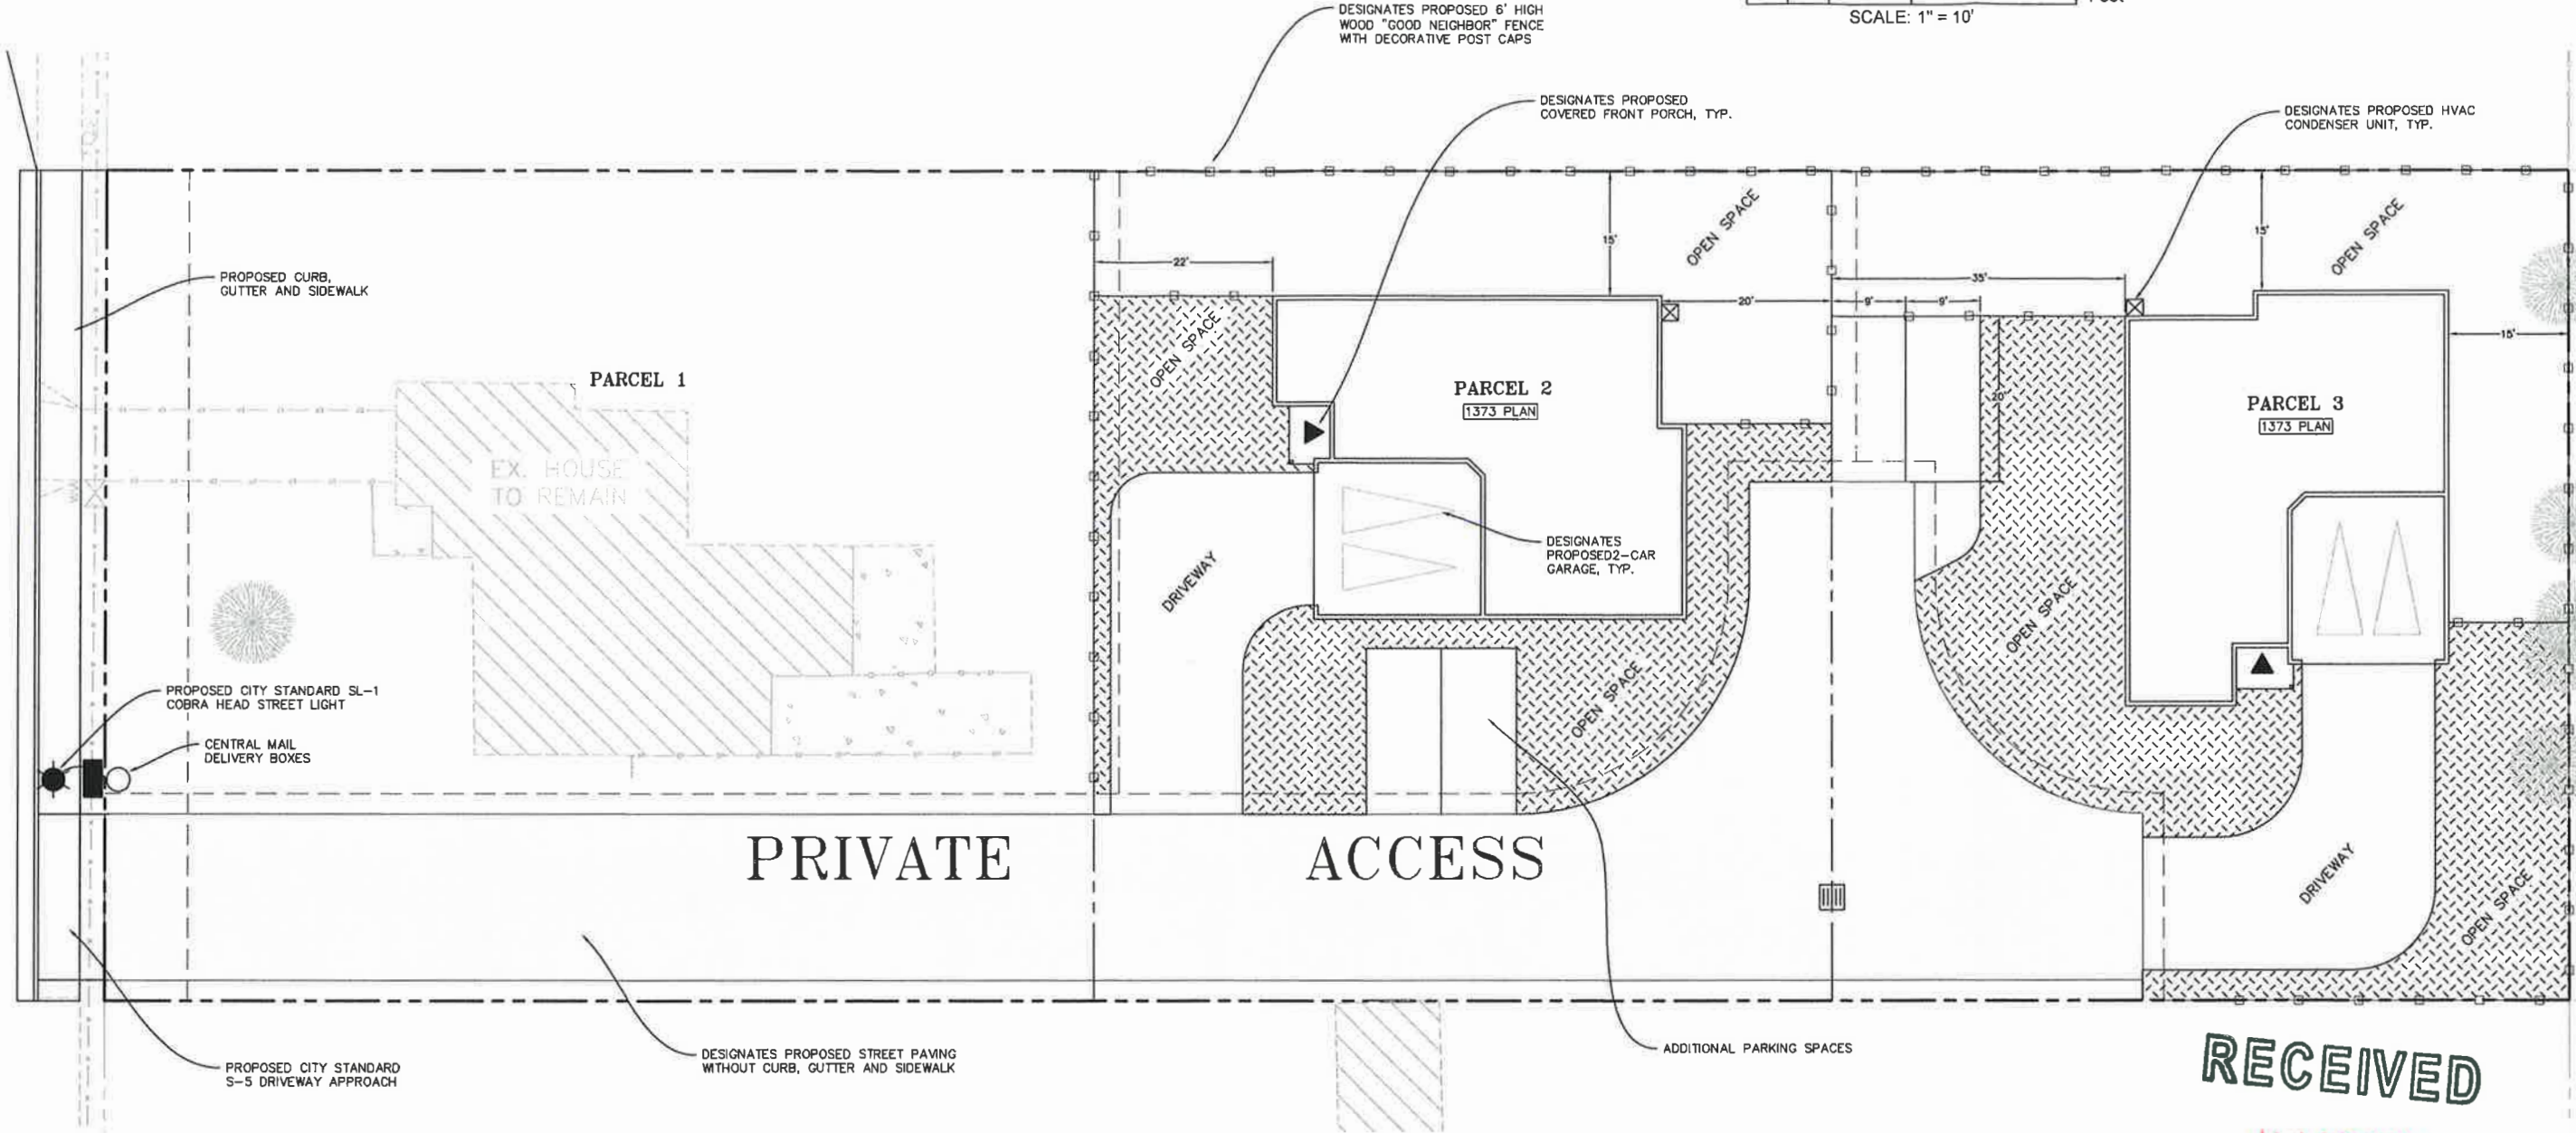 DESIGNATES PROPOSED 6' HIGH
WOOD "GOOD NEIGHBOR" FENCE
WITH DECORATIVE POST CAPS
SCALE: 1" = 10'
DESIGNATES PROPOSED
COVERED FRONT PORCH, TYP.
DESIGNATES PROPOSED HVAC
CONDENSER UNIT, TYP.
PROPOSED CURB,
GUTTER AND SIDEWALK
22'
15'
OPEN SPACE
20'
9'
9'
35'
15'
OPEN SPACE
15'
OPEN SPACE
20'
PARCEL 1
PARCEL 2
1373 PLAN
PARCEL 3
1373 PLAN
EX. HOUSE
TO REMAIN
DRIVEWAY
DESIGNATES
PROPOSED2-CAR
GARAGE, TYP.
OPEN SPACE
OPEN SPACE
PROPOSED CITY STANDARD SL-1
COBRA HEAD STREET LIGHT
CENTRAL MAIL
DELIVERY BOXES
PRIVATE ACCESS
DRIVEWAY
OPEN SPACE
PROPOSED CITY STANDARD
S-5 DRIVEWAY APPROACH
DESIGNATES PROPOSED STREET PAVING
WITHOUT CURB, GUTTER AND SIDEWALK
ADDITIONAL PARKING SPACES
RECEIVED